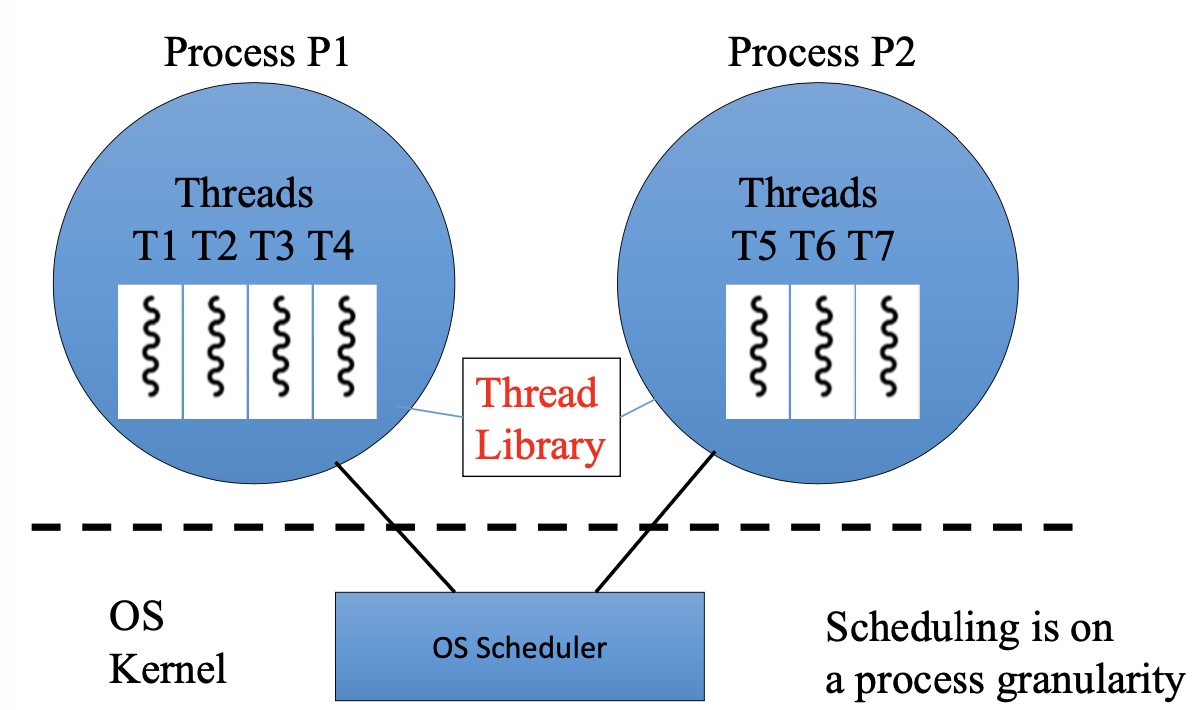 Process P1
Process P2
Threads
T1 T2 T3 T4
Threads
T5 T6 T7
Thread
Library
OS
Kernel
OS Scheduler
Scheduling is on
a process granularity